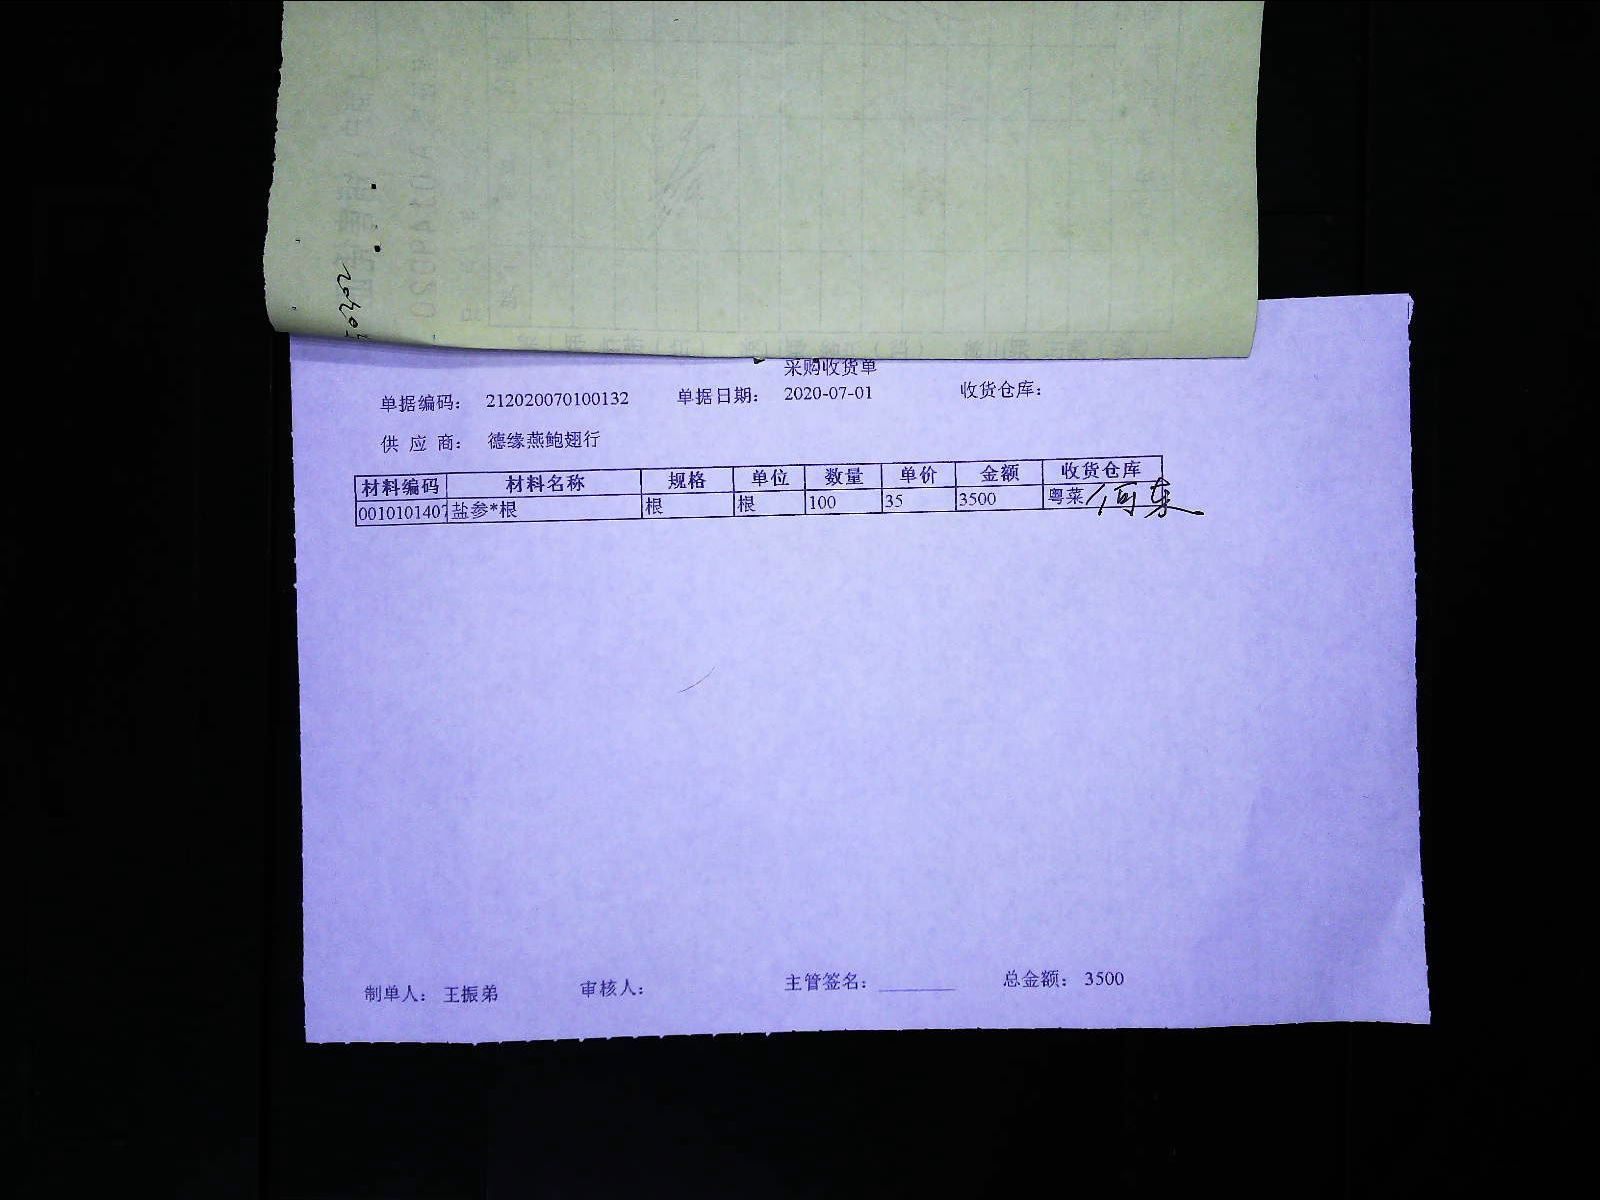 采购收货单
单据编码： 212020070100132 单据日期： 2020-07-01 收货仓库：
供 应 商： 德缘燕鲍翅行
材料编码 材料名称 规格 单位 数量 单价 金额 收货仓库
0010101407 盐参*根 根 根 100 35 3500 粤菜 何东
制单人： 王振弟 审核人： 主管签名： 总金额： 3500